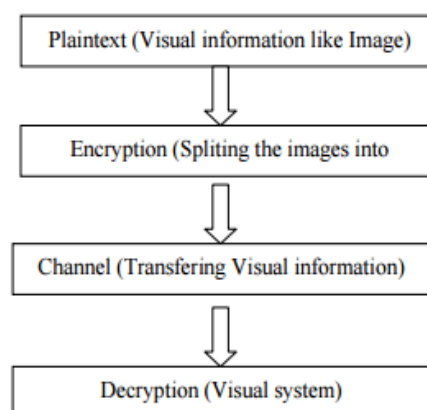 Plaintext (Visual information like Image)
Encryption (Spliting the images into
Channel (Transfering Visual information)
Decryption (Visual system)